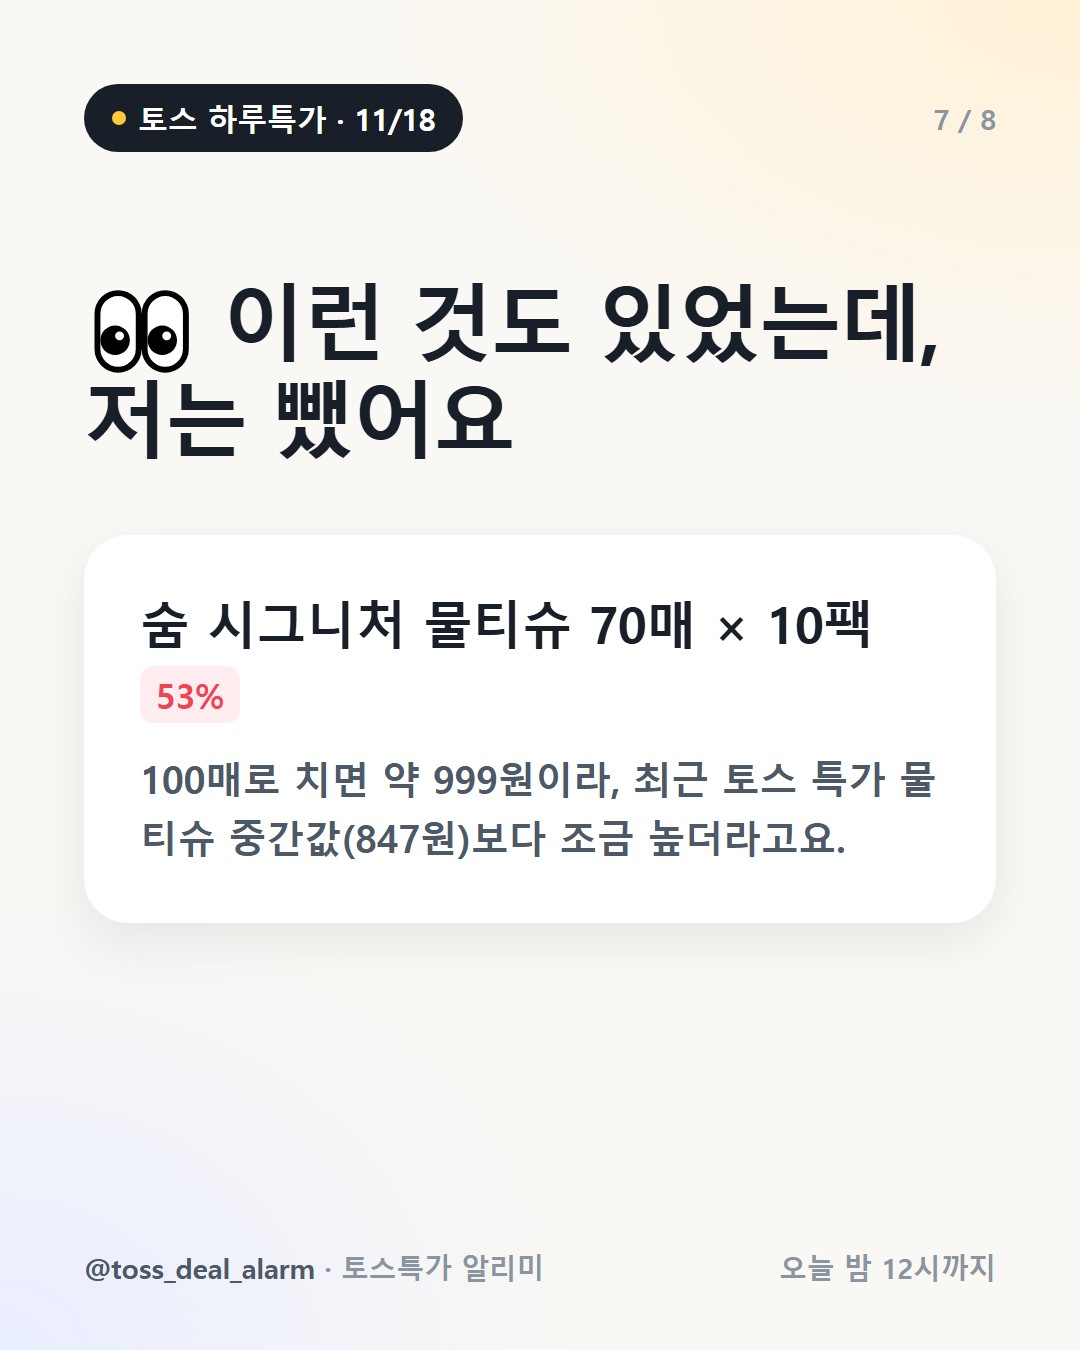 토스 하루특가 · 11/18
7 / 8
👀 이런 것도 있었는데,
저는 뺐어요
숨 시그니처 물티슈 70매 × 10팩
53%
100매로 치면 약 999원이라, 최근 토스 특가 물
티슈 중간값(847원)보다 조금 높더라고요.
@toss_deal_alarm · 토스특가 알리미
오늘 밤 12시까지